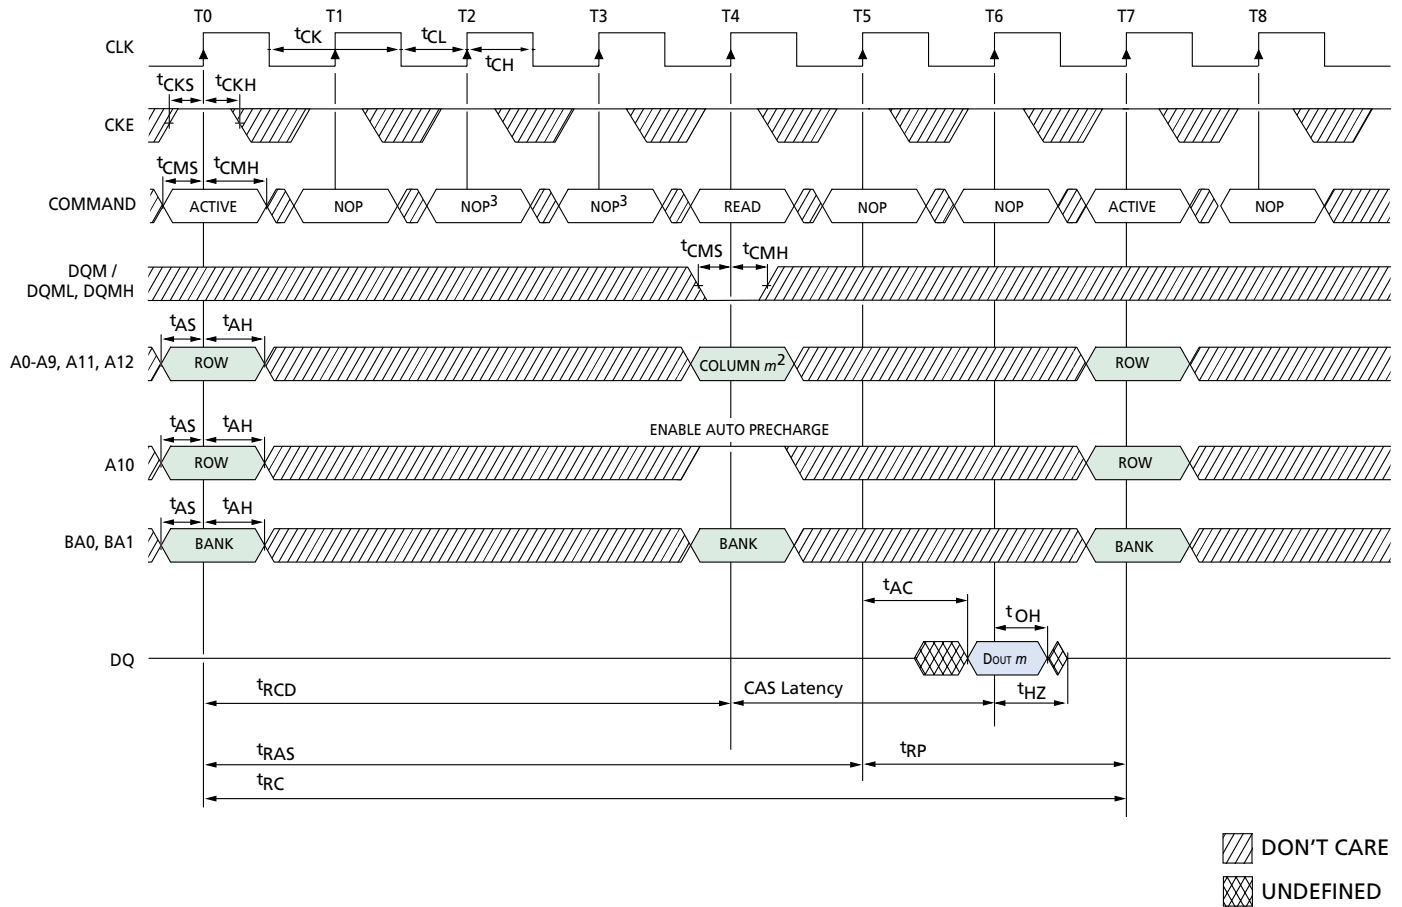 T0 T1 T2 T3 T4 T5 T6 T7 T8
CLK tCK tCL tCH
tCKS tCKH
CKE
tCMS tCMH
COMMAND ACTIVE NOP NOP3 NOP3 READ NOP NOP ACTIVE NOP
tCMS tCMH
DQM /
DQML, DQMH
tAS tAH
A0-A9, A11, A12 ROW COLUMN m2 ROW
tAS tAH
ENABLE AUTO PRECHARGE
A10 ROW ROW
tAS tAH
BA0, BA1 BANK BANK BANK
tAC
tOH
DQ DOUT m
tRCD CAS Latency tHZ
tRAS tRP
tRC
DON'T CARE
UNDEFINED